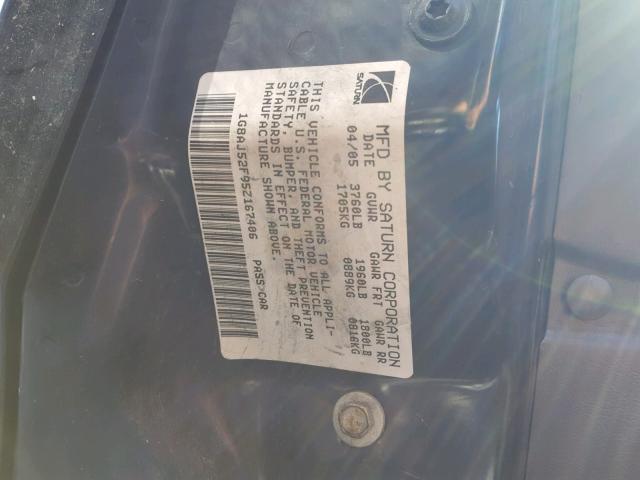 SATURN
MFD BY SATURN CORPORATION
DATE GVWR GAWR FRT GAWR RR
04/05 3760LB 1960LB 1800LB
1705KG 0889KG 0816KG
THIS VEHICLE CONFORMS TO ALL APPLI-
CABLE U.S. FEDERAL MOTOR VEHICLE
SAFETY, BUMPER, AND THEFT PREVENTION
STANDARDS IN EFFECT ON THE DATE OF
MANUFACTURE SHOWN ABOVE.
1G8AJ52F95Z167406 PASS CAR